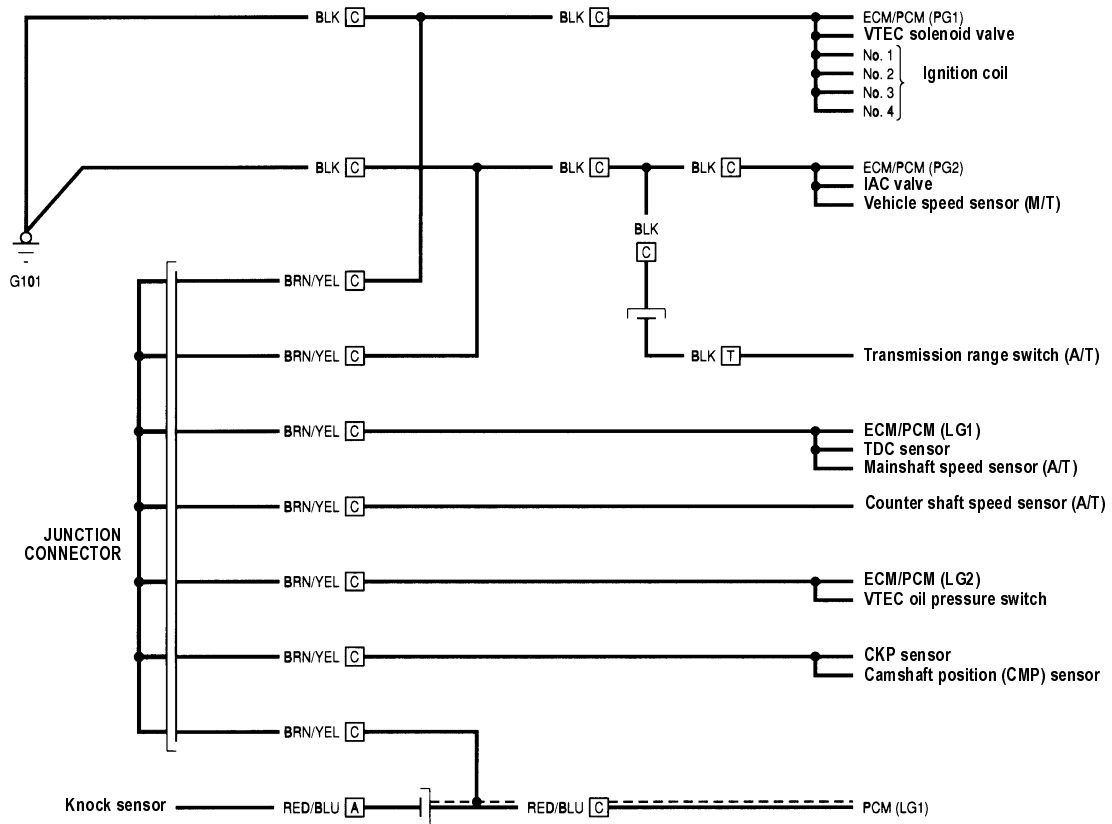 BLK C BLK C ECM/PCM (PG1)
VTEC solenoid valve
No. 1
No. 2 Ignition coil
No. 3
No. 4
BLK C BLK C BLK C ECM/PCM (PG2)
IAC valve
Vehicle speed sensor (M/T)
BLK
C
G101
BRN/YEL C
BRN/YEL C BLK T Transmission range switch (A/T)
BRN/YEL C ECM/PCM (LG1)
TDC sensor
Mainshaft speed sensor (A/T)
BRN/YEL C Counter shaft speed sensor (A/T)
JUNCTION
CONNECTOR
BRN/YEL C ECM/PCM (LG2)
VTEC oil pressure switch
BRN/YEL C CKP sensor
Camshaft position (CMP) sensor
BRN/YEL C
Knock sensor RED/BLU A RED/BLU C PCM (LG1)